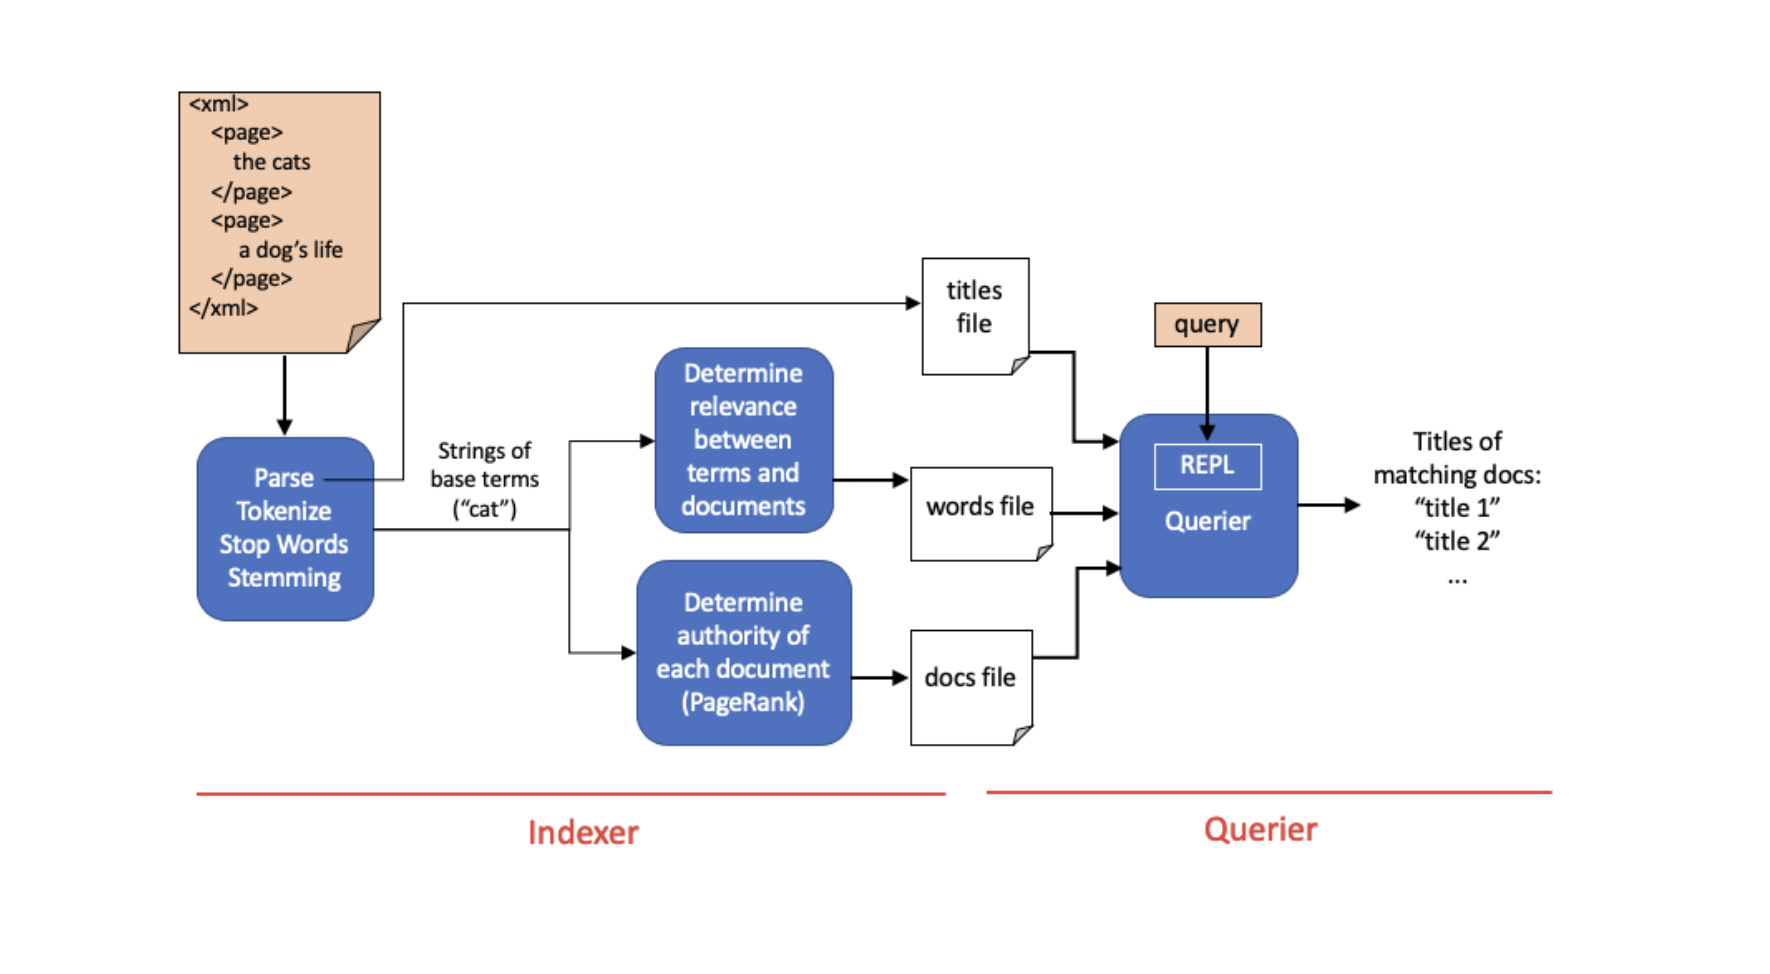 <xml>
<page>
the cats
</page>
<page>
a dog’s life
</page>
</xml>
Parse
Tokenize
Stop Words
Stemming
Strings of
base terms
(“cat”)
Determine
relevance
between
terms and
documents
Determine
authority of
each document
(PageRank)
titles
file
words file
docs file
query
REPL
Querier
Titles of
matching docs:
“title 1”
“title 2”
...
Indexer
Querier